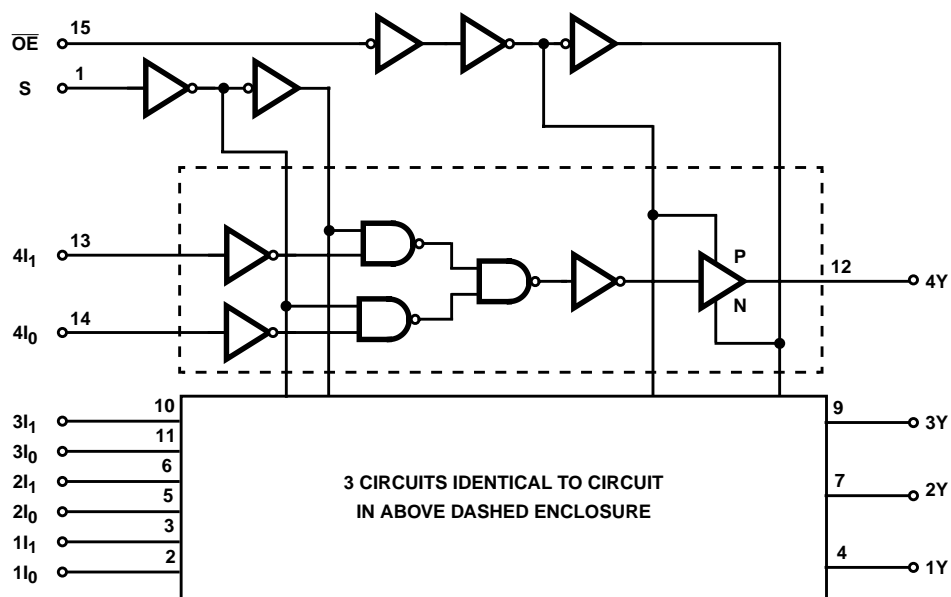 OE 15
S 1
4I₁ 13
P
12 4Y
4I₀ 14
N
3I₁ 10
9 3Y
3I₀ 11
2I₁ 6
3 CIRCUITS IDENTICAL TO CIRCUIT
7 2Y
2I₀ 5
IN ABOVE DASHED ENCLOSURE
1I₁ 3
1I₀ 2
4 1Y